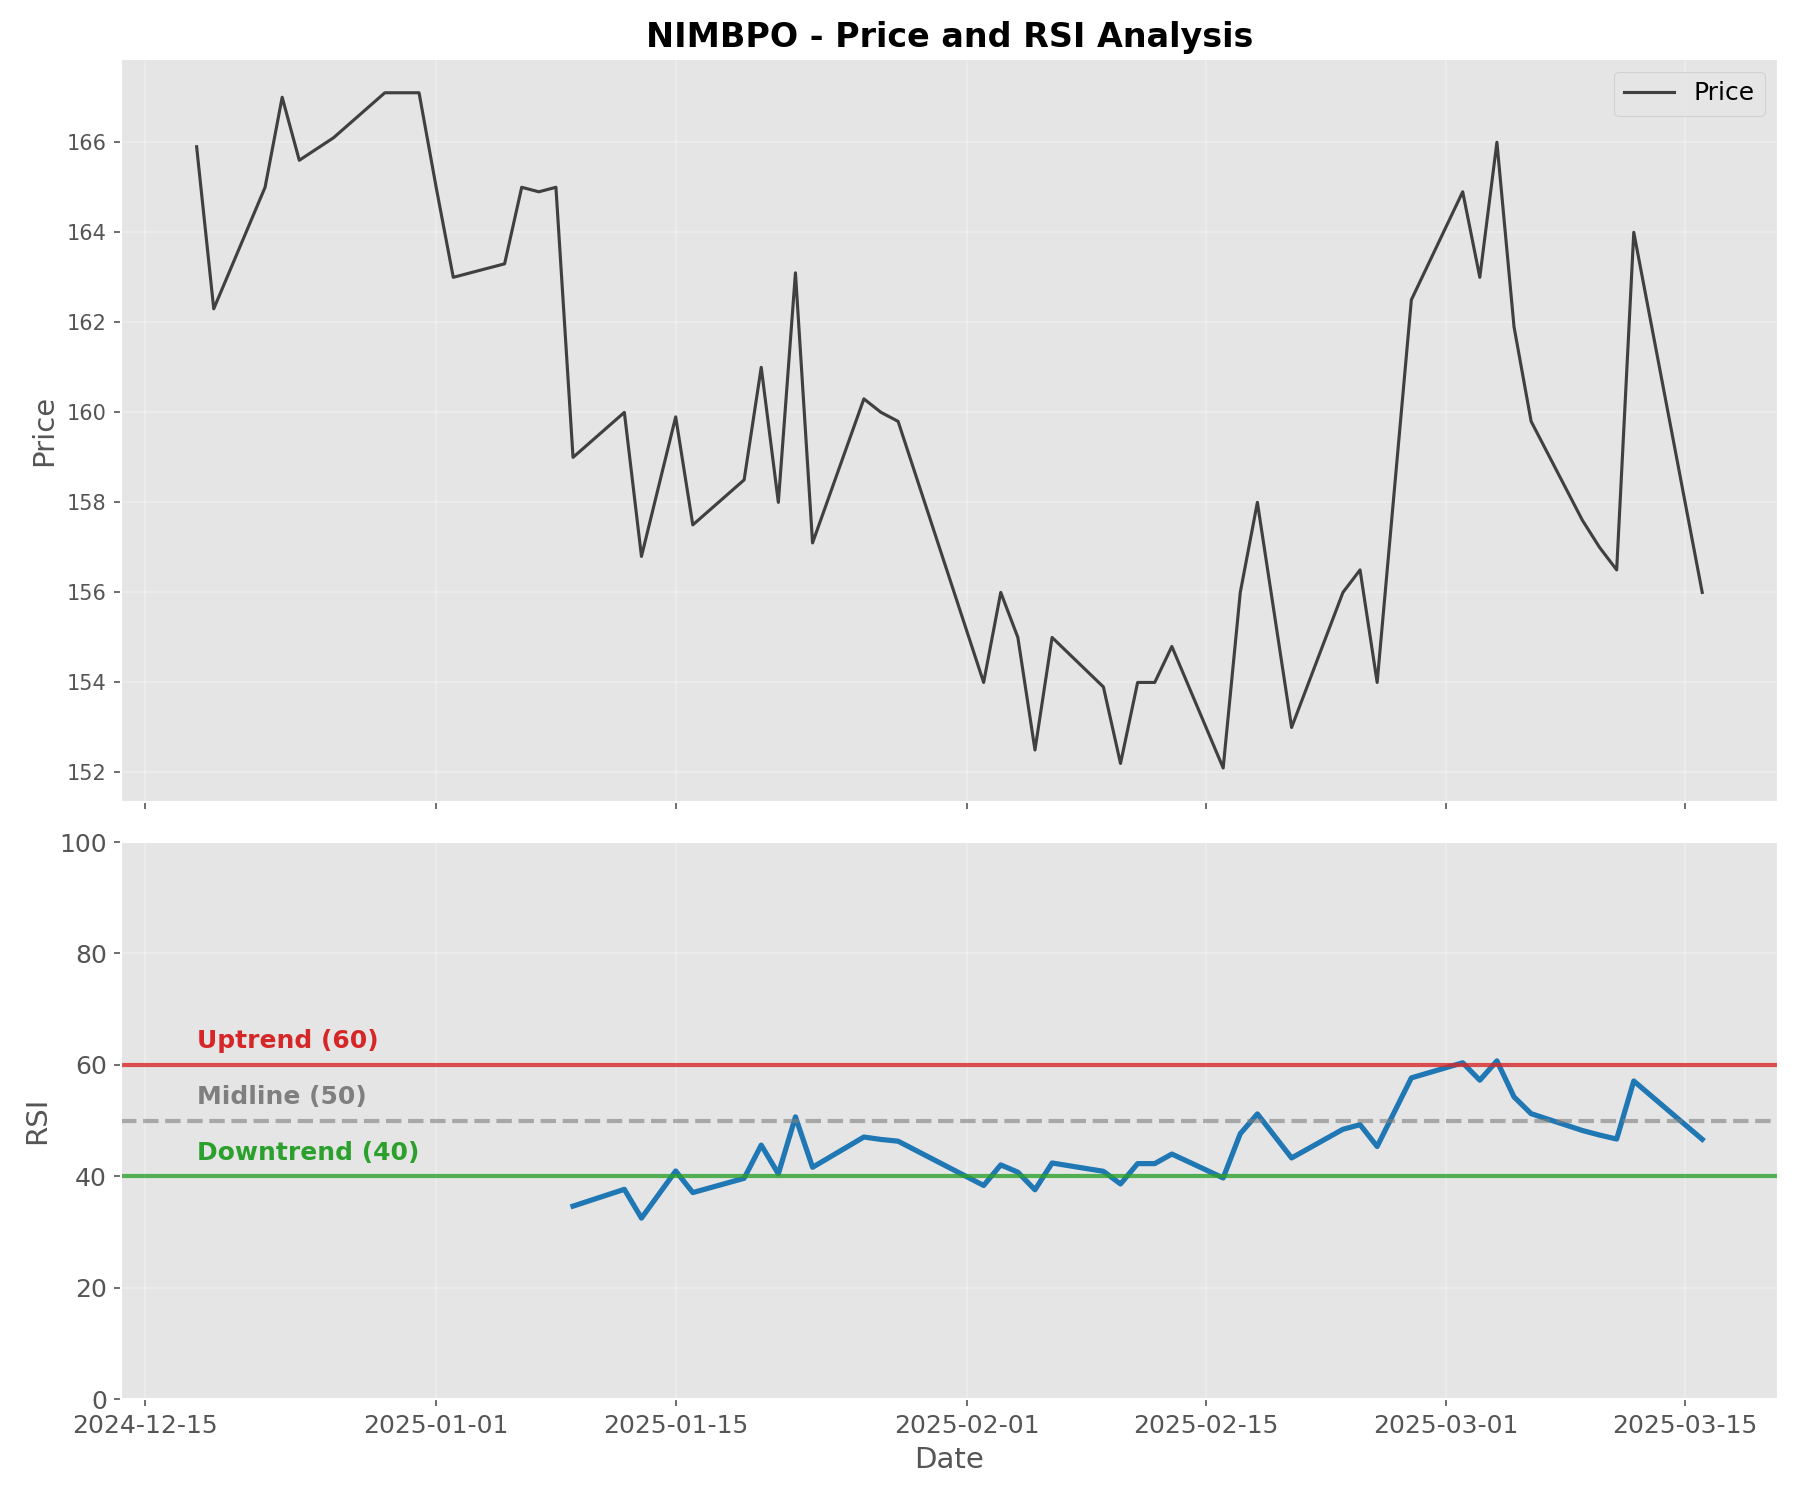 NIMBPO - Price and RSI Analysis
Price
166
164
162
160
158
156
154
152
Price
100
80
60
40
20
0
RSI
Uptrend (60)
Midline (50)
Downtrend (40)
2024-12-15 2025-01-01 2025-01-15 2025-02-01 2025-02-15 2025-03-01 2025-03-15
Date